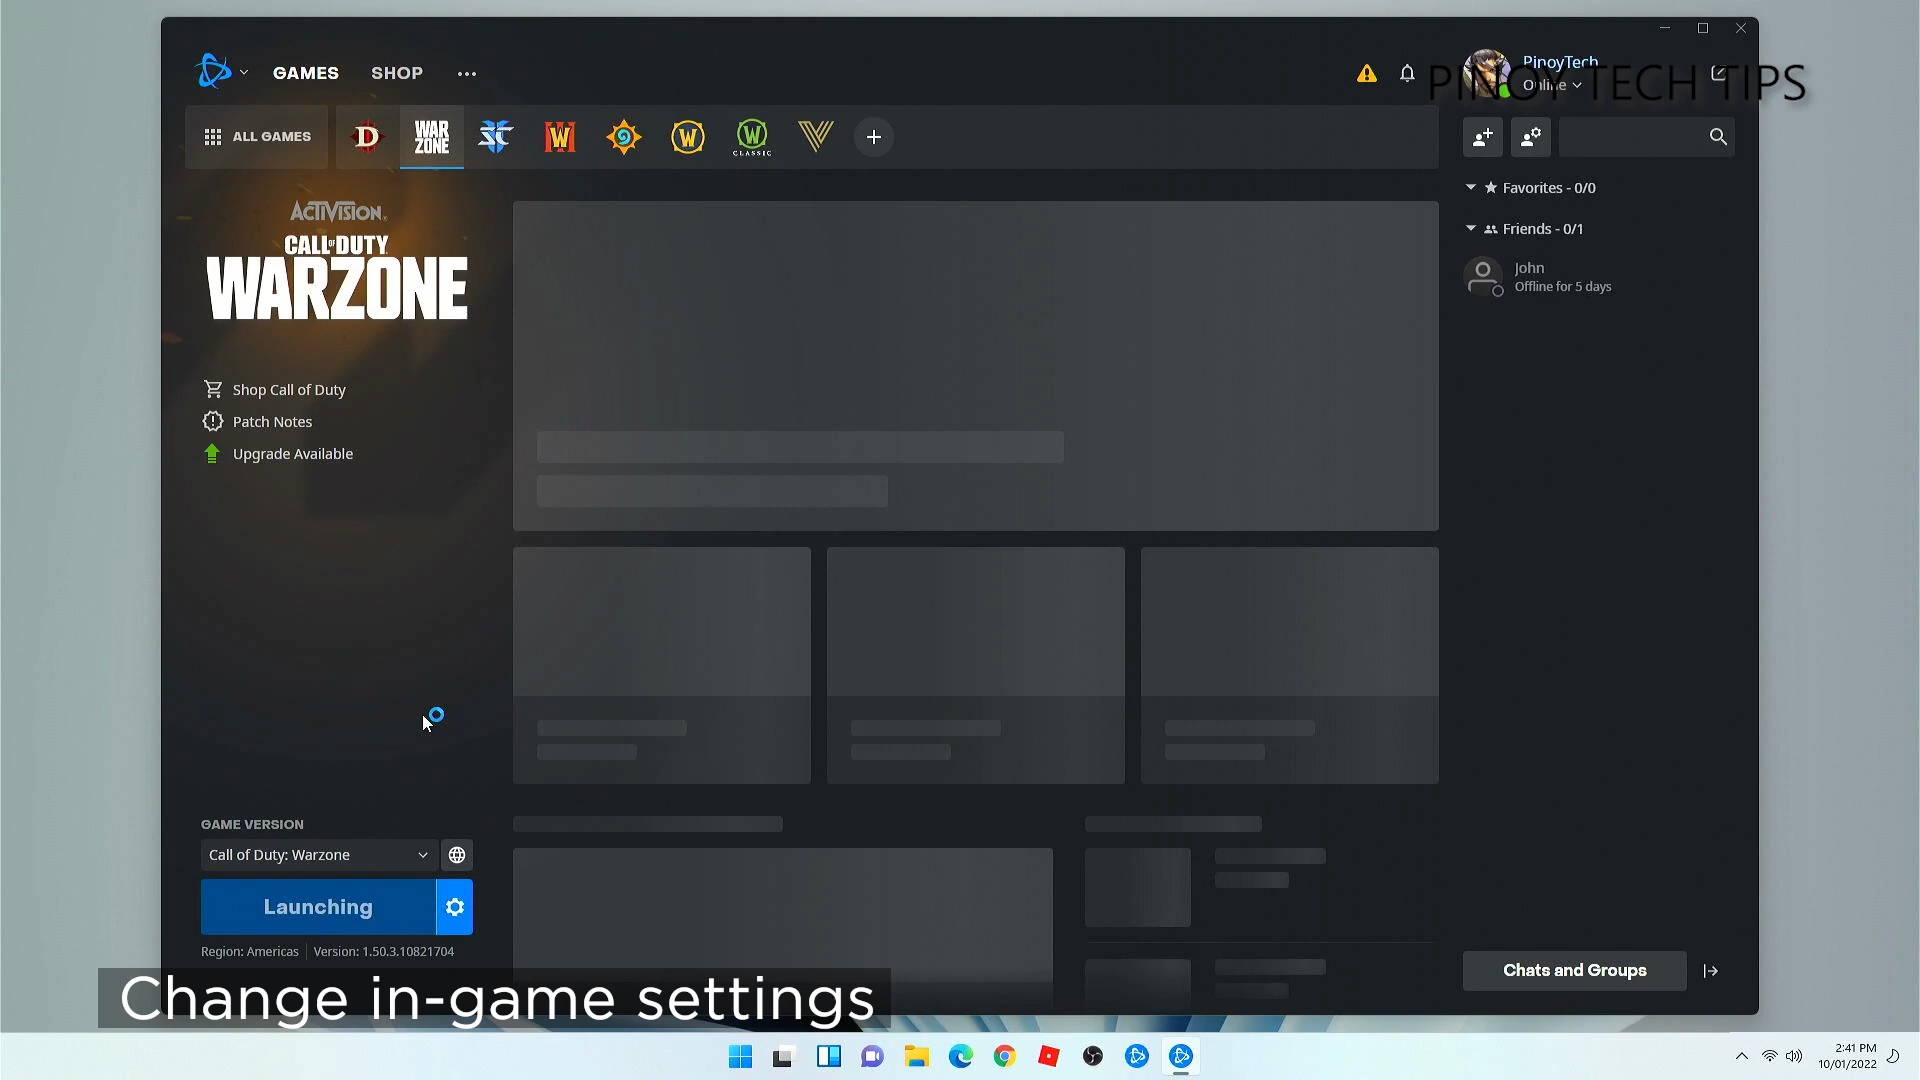 GAMES
SHOP
PinoyTech
Online
PINOY TECH TIPS
ALL GAMES
D
WAR
ZONE
W
W
W
CLASSIC
Favorites - 0/0
Friends - 0/1
John
Offline for 5 days
ACTIVISION
CALL OF DUTY
WARZONE
Shop Call of Duty
Patch Notes
Upgrade Available
GAME VERSION
Call of Duty: Warzone
Launching
Region: Americas
Version: 1.50.3.10821704
Chats and Groups
Change in-game settings
2:41 PM
10/01/2022